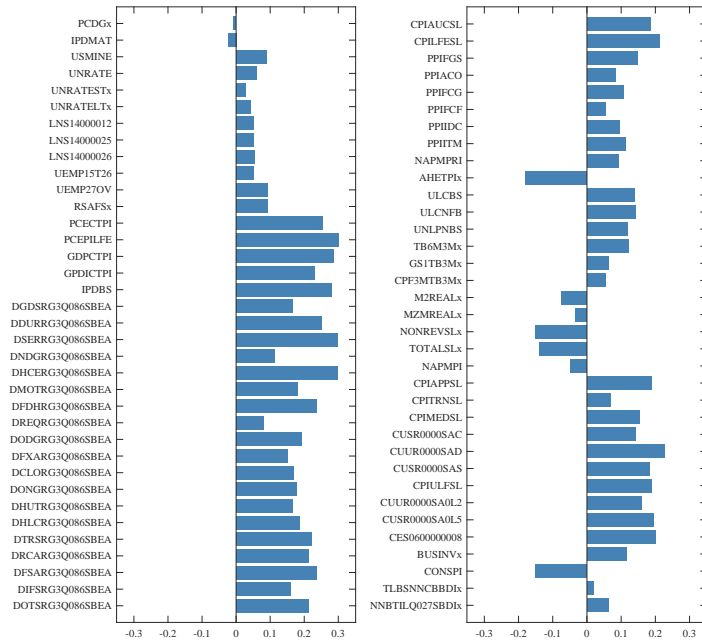 PCDGx
IPDMAT
USMINE
UNRATE
UNRATESTx
UNRATELTx
LNS14000012
LNS14000025
LNS14000026
UEMP15T26
UEMP27OV
RSAFSx
PCECTPI
PCEPILFE
GDPCTPI
GPDICTPI
IPDBS
DGDSRG3Q086SBEA
DDURRG3Q086SBEA
DSERRG3Q086SBEA
DNDGRG3Q086SBEA
DHCERG3Q086SBEA
DMOTRG3Q086SBEA
DFDHRG3Q086SBEA
DREQRG3Q086SBEA
DODGRG3Q086SBEA
DFXARG3Q086SBEA
DCLORG3Q086SBEA
DONGRG3Q086SBEA
DHUTRG3Q086SBEA
DHLCRG3Q086SBEA
DTRSRG3Q086SBEA
DRCARG3Q086SBEA
DFSARG3Q086SBEA
DIFSRG3Q086SBEA
DOTSRG3Q086SBEA
-0.3 -0.2 -0.1 0 0.1 0.2 0.3
CPIAUCSL
CPILFESL
PPIFGS
PPIACO
PPIFCG
PPIFCF
PPIIDC
PPIITM
NAPMPRI
AHETPIx
ULCBS
ULCNFB
UNLPNBS
TB6M3Mx
GS1TB3Mx
CPF3MTB3Mx
M2REALx
MZMREALx
NONREVSLx
TOTALSLx
NAPMPI
CPIAPPSL
CPITRNSL
CPIMEDSL
CUSR0000SAC
CUUR0000SAD
CUSR0000SAS
CPIULFSL
CUUR0000SA0L2
CUSR0000SA0L5
CES0600000008
BUSINVx
CONSPI
TLBSNNCBBDIx
NNBTILQ027SBDIx
-0.3 -0.2 -0.1 0 0.1 0.2 0.3